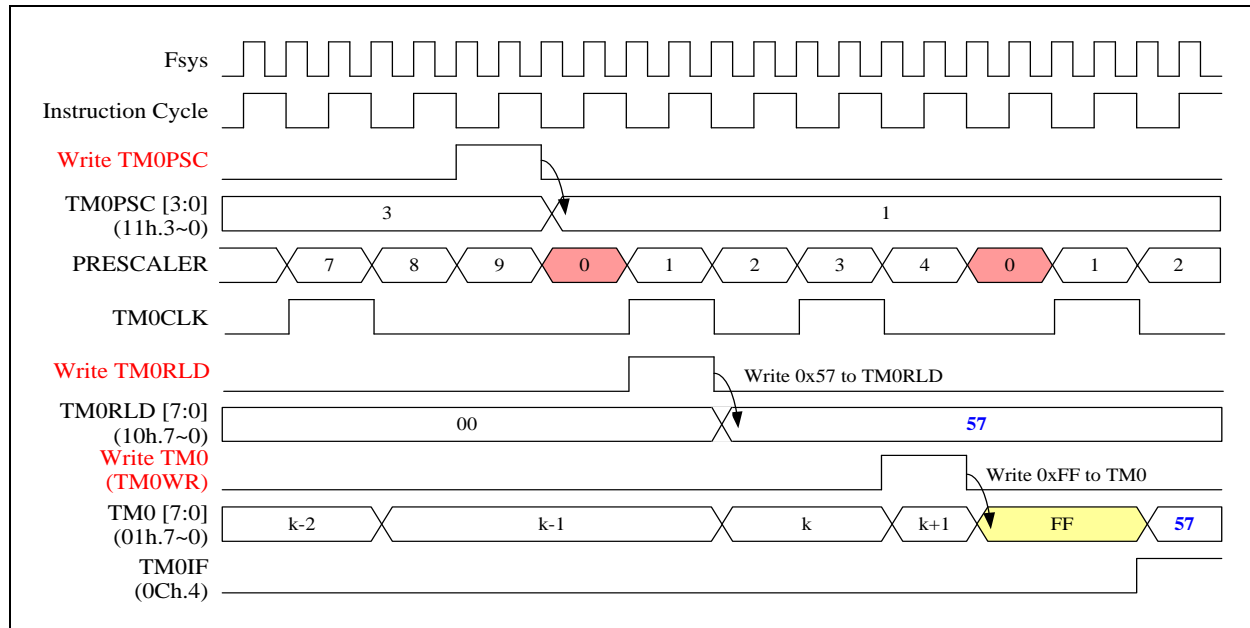 Fsys
Instruction Cycle
Write TM0PSC
TM0PSC [3:0]
(11h.3~0)
3
1
PRESCALER
7
8
9
0
1
2
3
4
0
1
2
TM0CLK
Write TM0RLD
Write 0x57 to TM0RLD
TM0RLD [7:0]
(10h.7~0)
00
57
Write TM0
(TM0WR)
Write 0xFF to TM0
TM0 [7:0]
(01h.7~0)
k-2
k-1
k
k+1
FF
57
TM0IF
(0Ch.4)